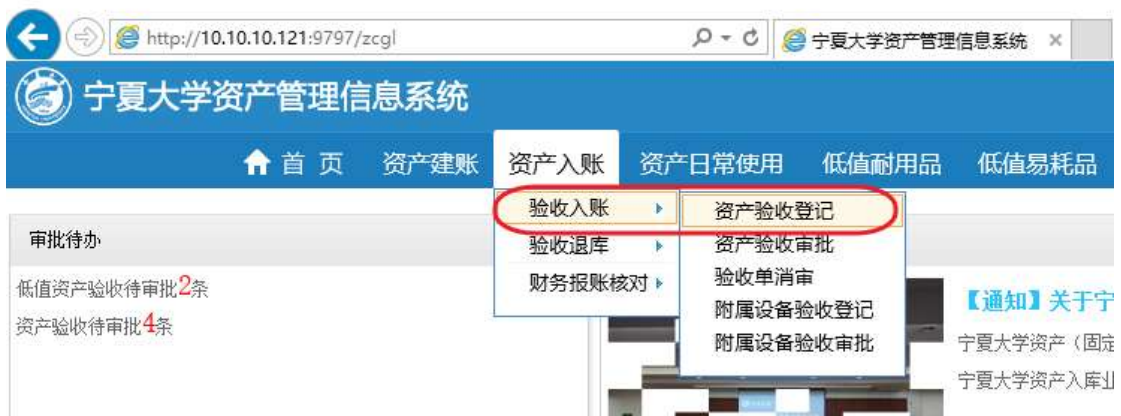 http://10.10.10.121:9797/zcgl
宁夏大学资产管理信息系统
宁夏大学资产管理信息系统
首 页 资产建账 资产入账 资产日常使用 低值耐用品 低值易耗品
验收入账 资产验收登记
审批待办
验收退库 资产验收审批
低值资产验收待审批2条
财务报账核对 验收单消审
附属设备验收登记
【通知】关于宁
资产验收待审批4条
附属设备验收审批
宁夏大学资产（固定
宁夏大学资产入库业